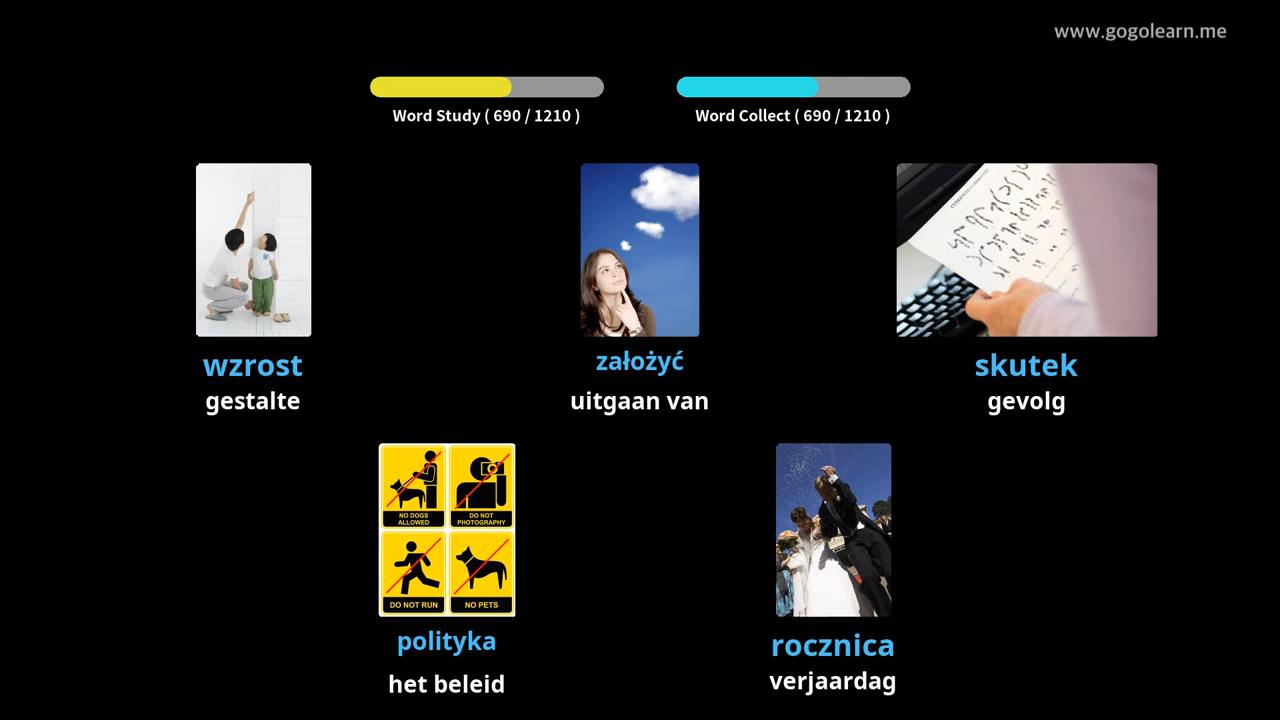 www.gogolearn.me
Word Study ( 690 / 1210 )
Word Collect ( 690 / 1210 )
wzrost
gestalte
założyć
uitgaan van
skutek
gevolg
NO DOGS
ALLOWED
DO NOT
PHOTOGRAPHY
DO NOT RUN
NO PETS
polityka
het beleid
rocznica
verjaardag